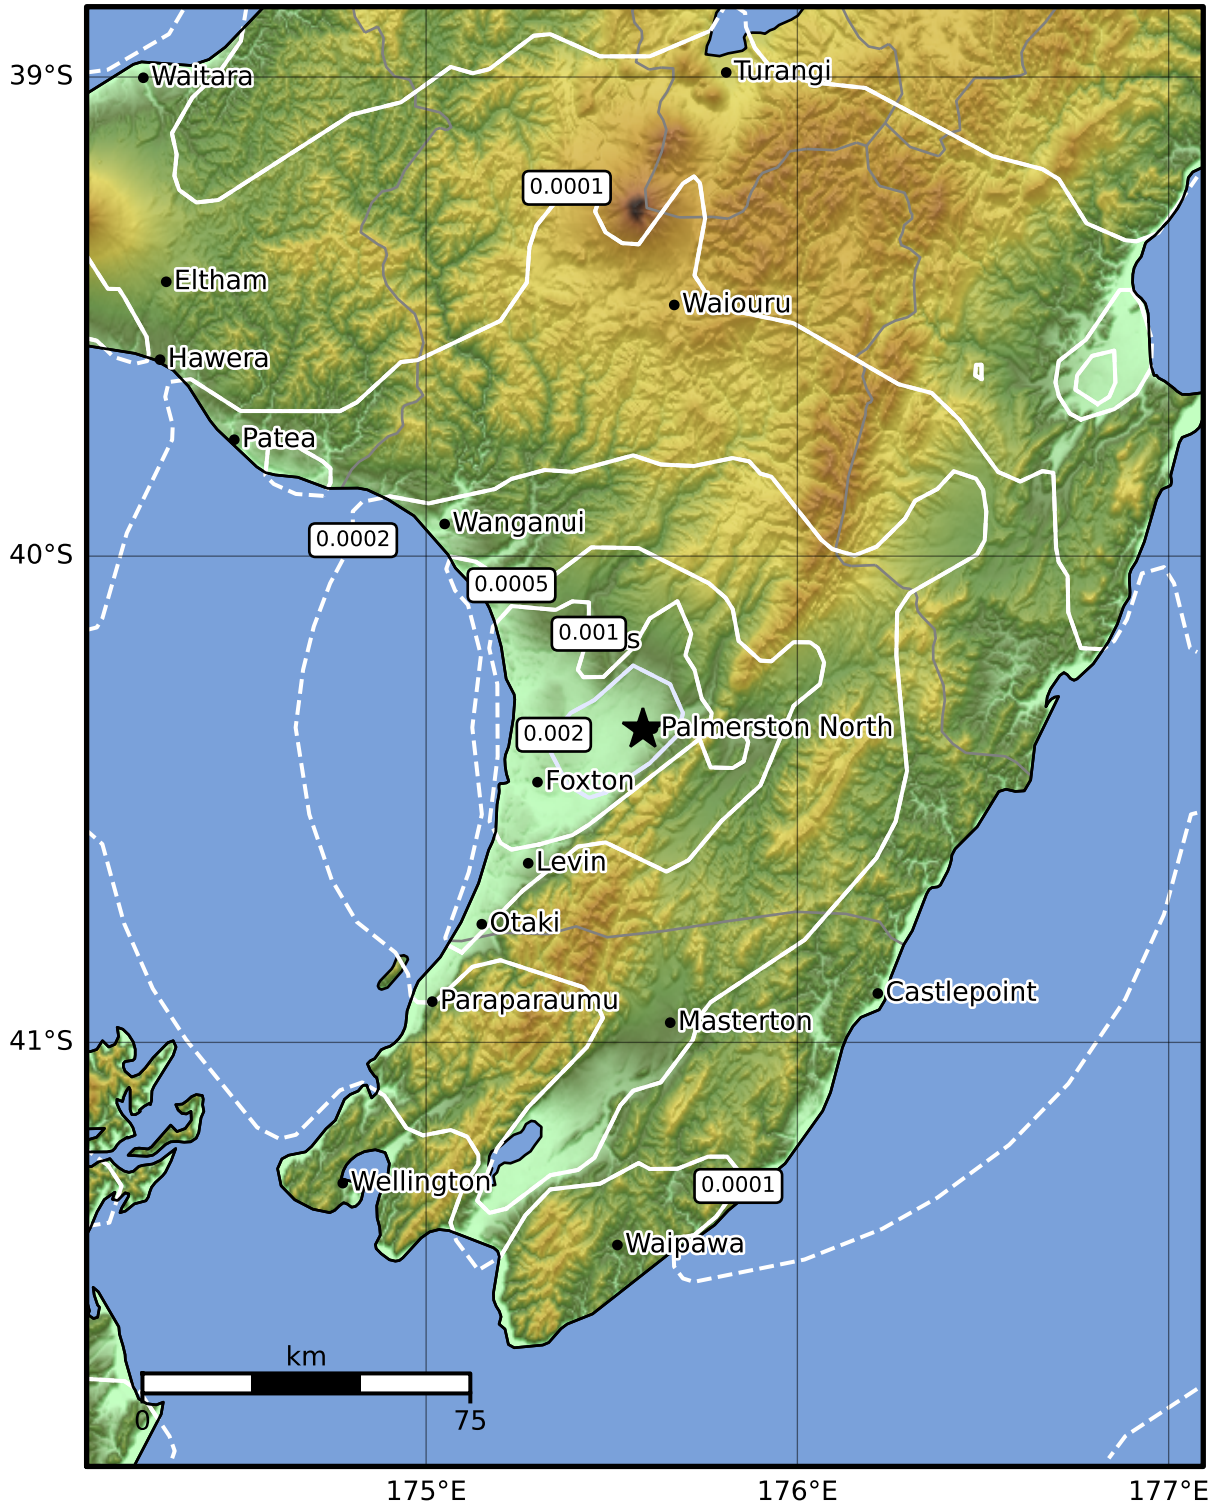 39°S
Waitara
Turangi
0.0001
Eltham
Waiouru
Hawera
Patea
Wanganui
0.0002
40°S
0.0005
0.001
s
Palmerston North
0.002
Foxton
Levin
Otaki
Castlepoint
Paraparaumu
Masterton
41°S
Wellington
0.0001
Waipawa
km
0
75
175°E
176°E
177°E